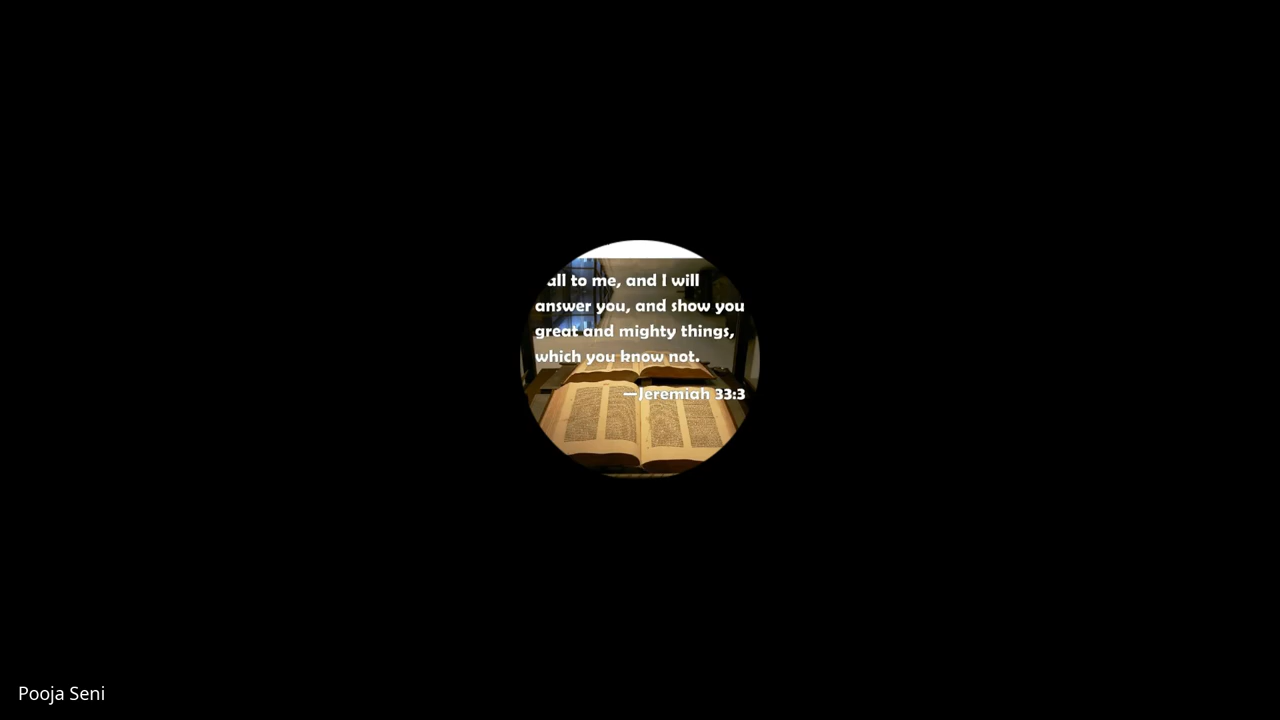 all to me, and I will
answer you, and show you
great and mighty things,
which you know not.
—Jeremiah 33:3
Pooja Seni